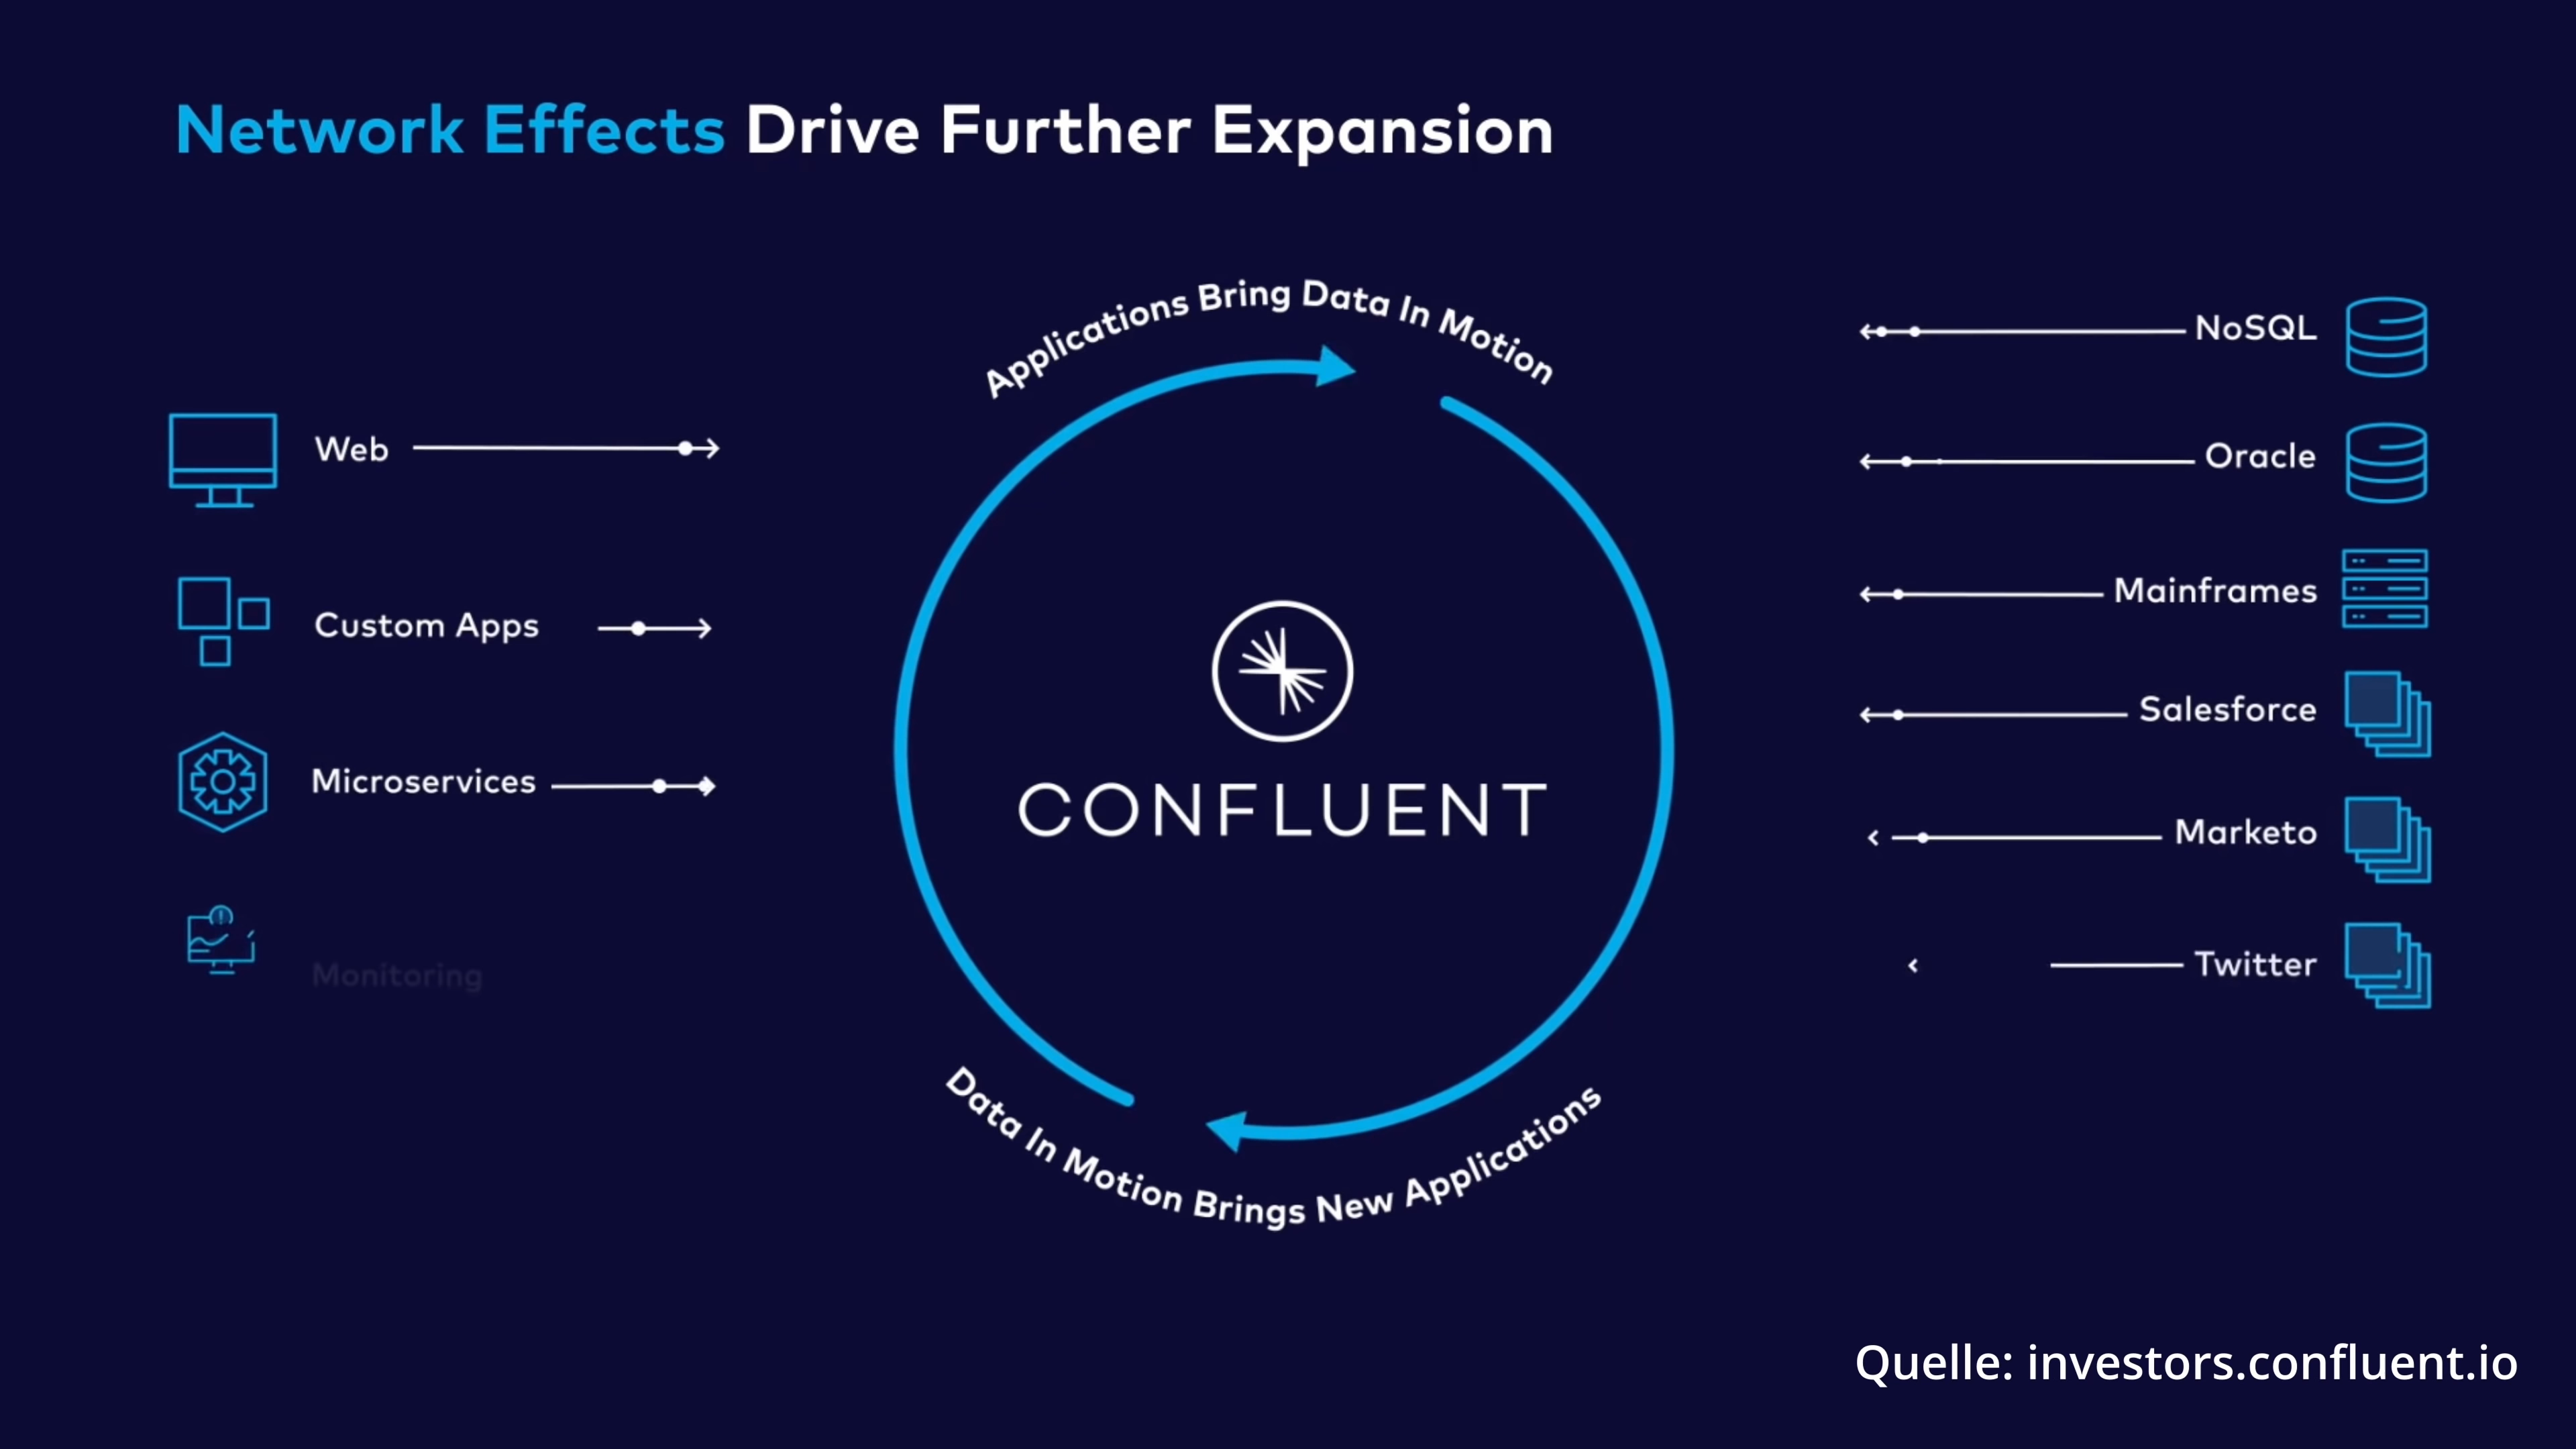 Network Effects Drive Further Expansion
Applications Bring Data In Motion
Web
Custom Apps
Microservices
Monitoring
CONFLUENT
NoSQL
Oracle
Mainframes
Salesforce
Marketo
Twitter
Data In Motion Brings New Applications
Quelle: investors.confluent.io